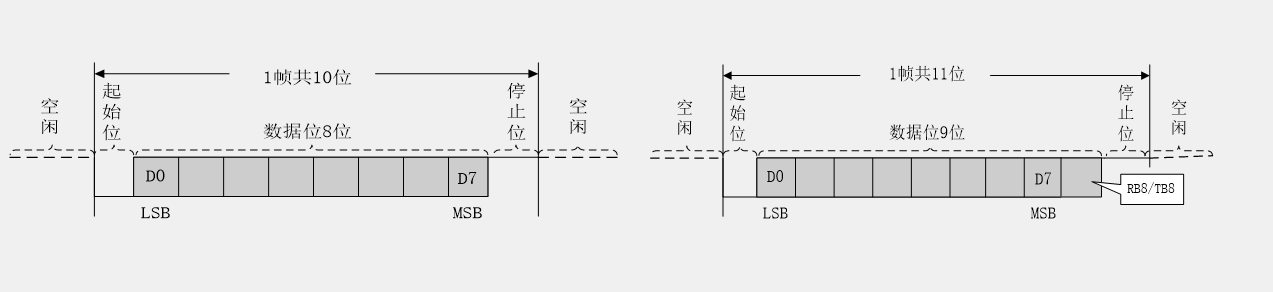 1帧共10位
空闲
起始位
数据位8位
停止位
空闲
D0
D7
LSB
MSB
1帧共11位
空闲
起始位
数据位9位
停止位
空闲
D0
D7
RB8/TB8
LSB
MSB